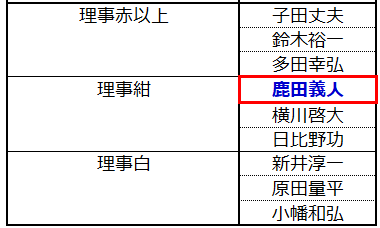 理事赤以上 子田丈夫
鈴木裕一
多田幸弘
理事紺 鹿田義人
横川啓大
日比野功
理事白 新井淳一
原田量平
小幡和弘